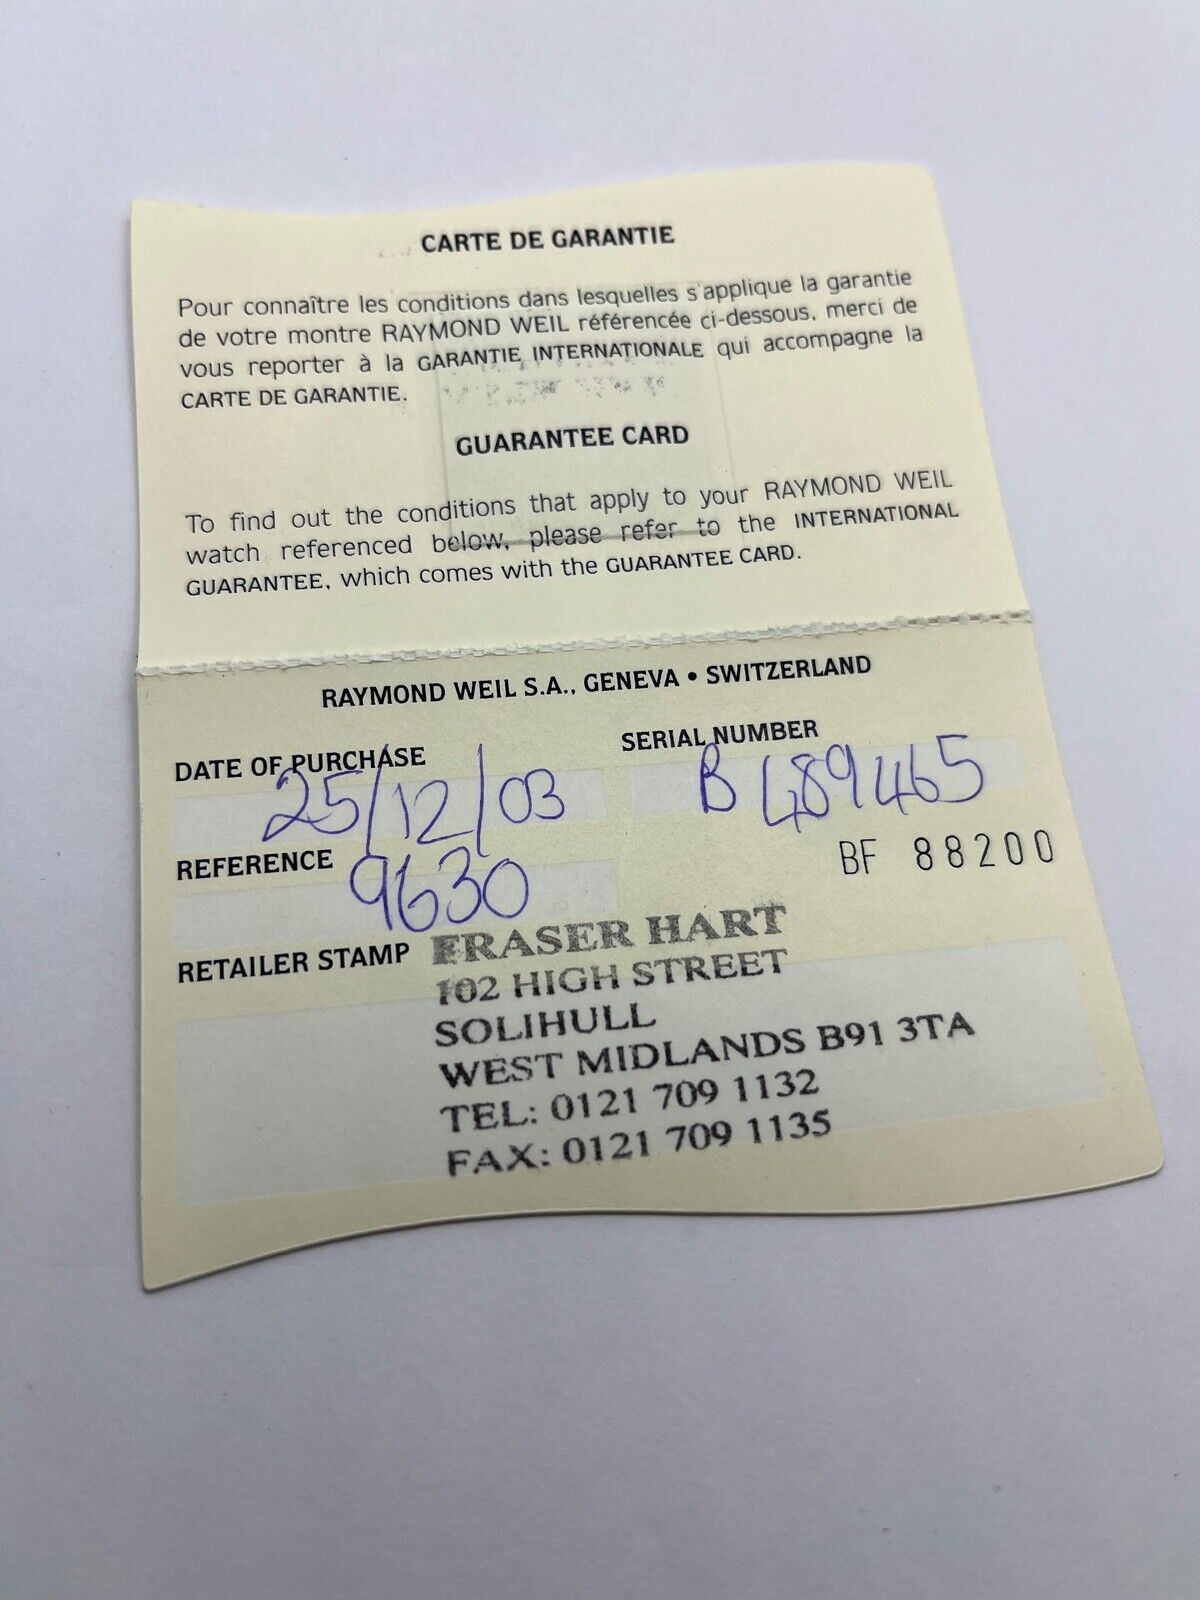 CARTE DE GARANTIE
Pour connaître les conditions dans lesquelles s'applique la garantie
de votre montre RAYMOND WEIL référencée ci-dessous, merci de
vous reporter à la GARANTIE INTERNATIONALE qui accompagne la
CARTE DE GARANTIE.
GUARANTEE CARD
To find out the conditions that apply to your RAYMOND WEIL
watch referenced below, please refer to the INTERNATIONAL
GUARANTEE, which comes with the GUARANTEE CARD.
RAYMOND WEIL S.A., GENEVA • SWITZERLAND
DATE OF PURCHASE
25/12/03
SERIAL NUMBER
B 489465
BF 88200
REFERENCE
9630
RETAILER STAMP
FRASER HART
102 HIGH STREET
SOLIHULL
WEST MIDLANDS B91 3TA
TEL: 0121 709 1132
FAX: 0121 709 1135